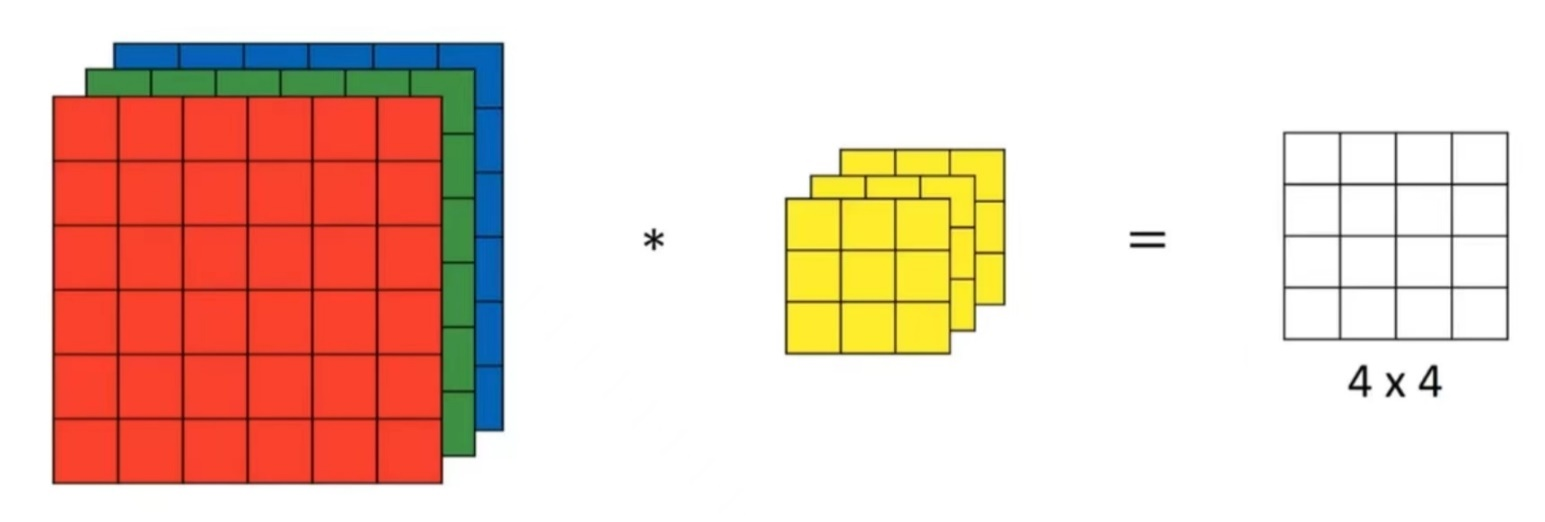 * =
4 x 4